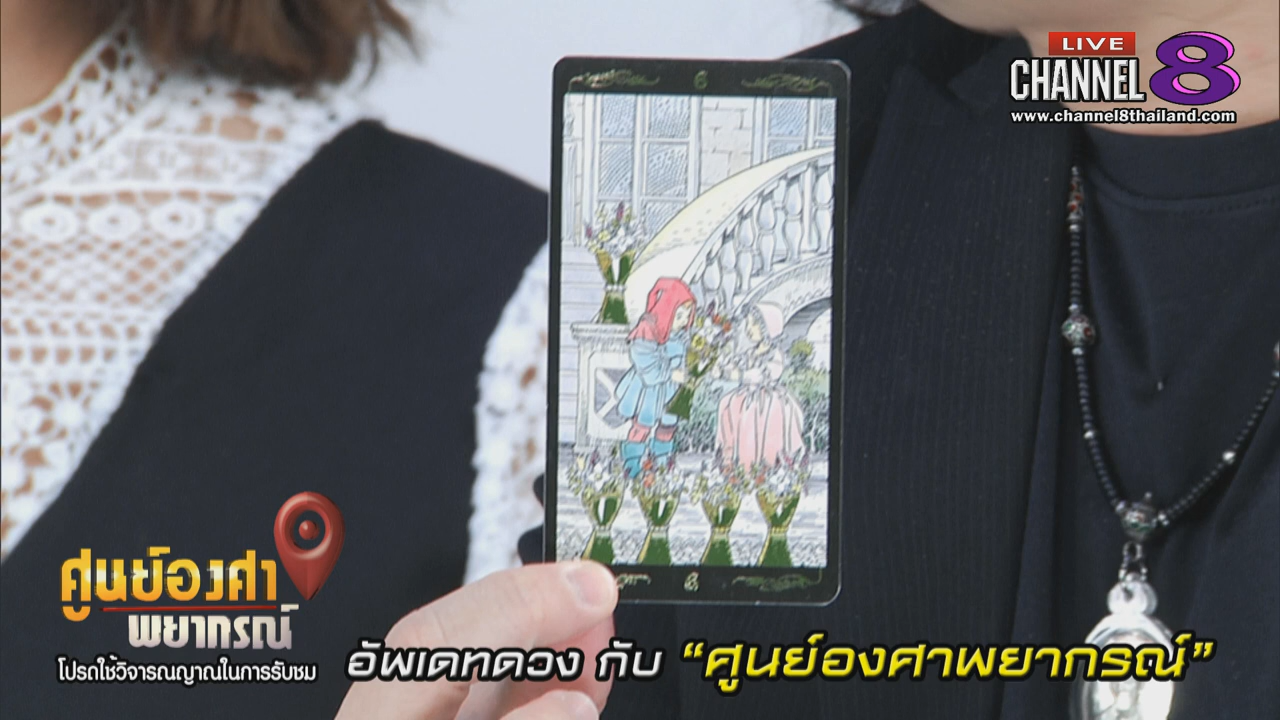 LIVE
CHANNEL 8
www.channel8thailand.com
6
6
ศูนย์องศา
พยากรณ์
โปรดใช้วิจารณญาณในการรับชม
อัพเดทดวง กับ “ศูนย์องศาพยากรณ์”